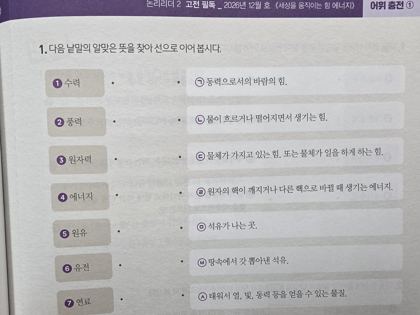 논리리더 2 고전 필독 _ 2026년 12월 호 《세상을 움직이는 힘 에너지》 어휘 충전 ①
1. 다음 낱말의 알맞은 뜻을 찾아 선으로 이어 봅시다.
❶ 수력 • • ㉠ 동력으로서의 바람의 힘.
❷ 풍력 • • ㉡ 물이 흐르거나 떨어지면서 생기는 힘.
❸ 원자력 • • ㉢ 물체가 가지고 있는 힘. 또는 물체가 일을 하게 하는 힘.
❹ 에너지 • • ㉣ 원자의 핵이 깨지거나 다른 핵으로 바뀔 때 생기는 에너지.
❺ 원유 • • ㉤ 석유가 나는 곳.
❻ 유전 • • ㉥ 땅속에서 갓 뽑아낸 석유.
❼ 연료 • • ㉦ 태워서 열, 빛, 동력 등을 얻을 수 있는 물질.